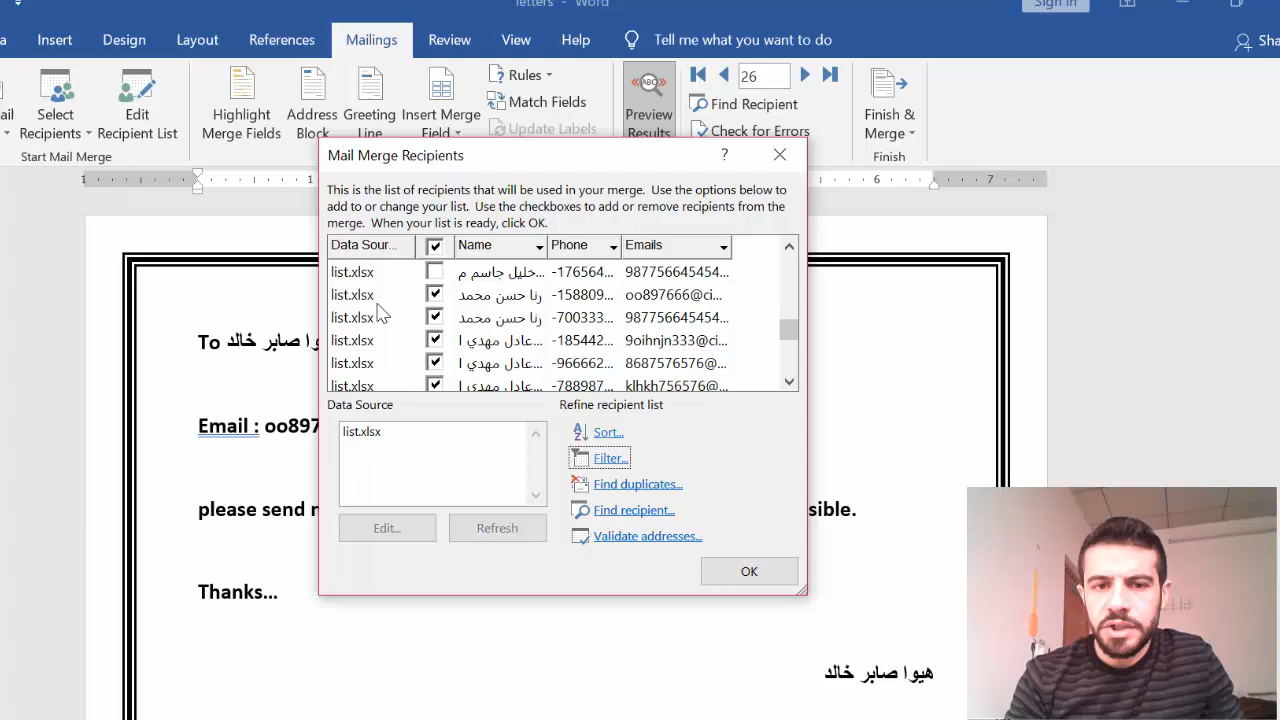 letters - Word
Sign in
Insert Design Layout References Mailings Review View Help Tell me what you want to do
Select Recipients
Edit Recipient List
Start Mail Merge
Highlight Merge Fields
Address Block
Greeting Line
Insert Merge Field
Rules
Match Fields
Update Labels
ABC
Preview Results
26
Find Recipient
Check for Errors
Finish & Merge
Finish
1 1 6 7
Mail Merge Recipients ?
This is the list of recipients that will be used in your merge. Use the options below
to add to or change your list. Use the checkboxes to add or remove recipients from the
merge. When your list is ready, click OK.
Data Sour... Name Phone Emails
list.xlsx خليل جاسم م... -176564... 987756645454...
list.xlsx رنا حسن محمد -158809... oo897666@ci...
list.xlsx رنا حسن محمد -700333... 987756645454...
list.xlsx عادل مهدي ا... -185442... 9oihnjn333@ci...
list.xlsx عادل مهدي ا... -966662... 8687576576@...
list.xlsx عادل مهدي ا... -788987... klhkh756576@...
Data Source
list.xlsx
Edit... Refresh
Refine recipient list
Sort...
Filter...
Find duplicates...
Find recipient...
Validate addresses...
OK
To هيوا صابر خالد
Email : oo897
please send
Thanks...
هيوا صابر خالد